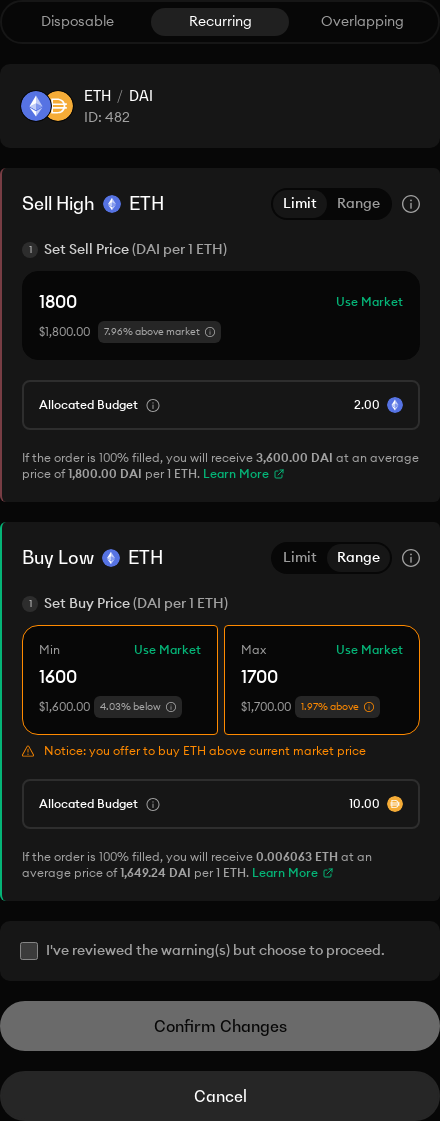 Disposable Recurring Overlapping
ETH / DAI
ID: 482
Sell High ETH Limit Range
1 Set Sell Price (DAI per 1 ETH)
1800 Use Market
$1,800.00 7.96% above market
Allocated Budget 2.00
If the order is 100% filled, you will receive 3,600.00 DAI at an average
price of 1,800.00 DAI per 1 ETH. Learn More
Buy Low ETH Limit Range
1 Set Buy Price (DAI per 1 ETH)
Min Use Market Max Use Market
1600 1700
$1,600.00 4.03% below $1,700.00 1.97% above
Notice: you offer to buy ETH above current market price
Allocated Budget 10.00
If the order is 100% filled, you will receive 0.006063 ETH at an
average price of 1,649.24 DAI per 1 ETH. Learn More
I've reviewed the warning(s) but choose to proceed.
Confirm Changes
Cancel